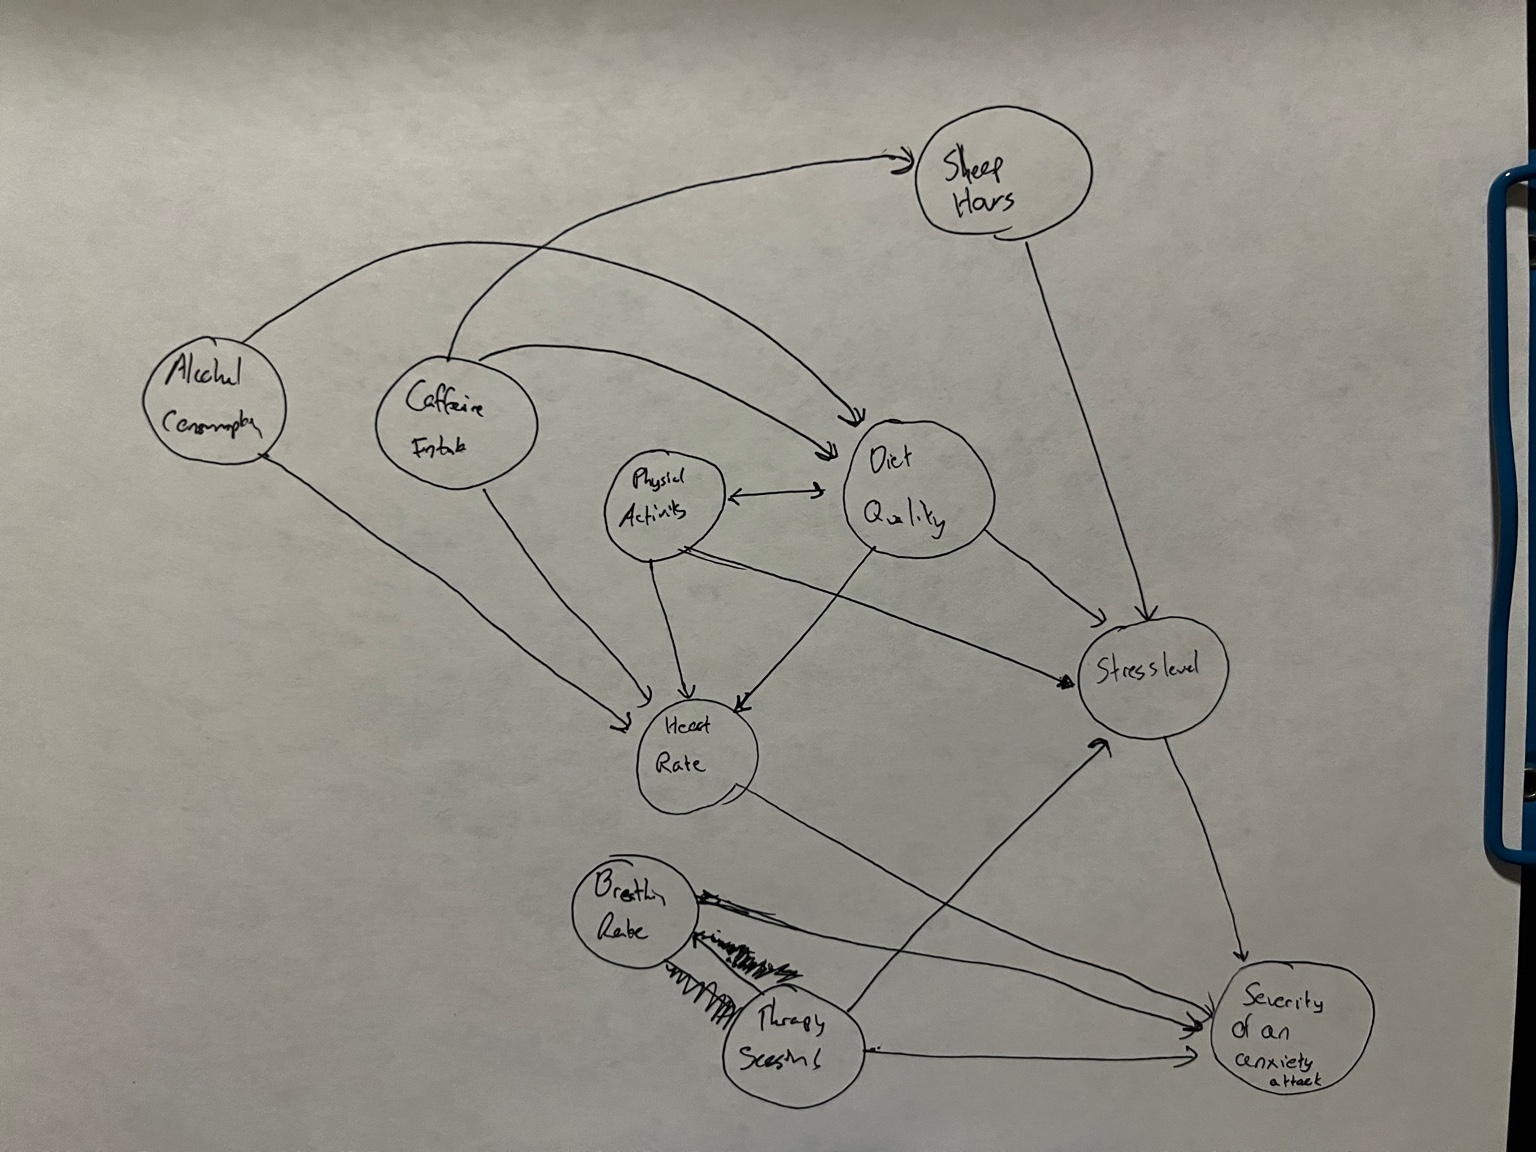 Sleep
Hours
Alcohol
Consumption
Caffeine
Intake
Physical
Activity
Diet
Quality
Stress level
Heart
Rate
Breathing
Rate
Therapy
Sessions
Severity
of an
anxiety
attack